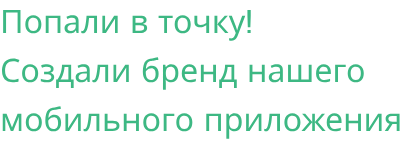 Попали в точку!
Создали бренд нашего
мобильного приложения